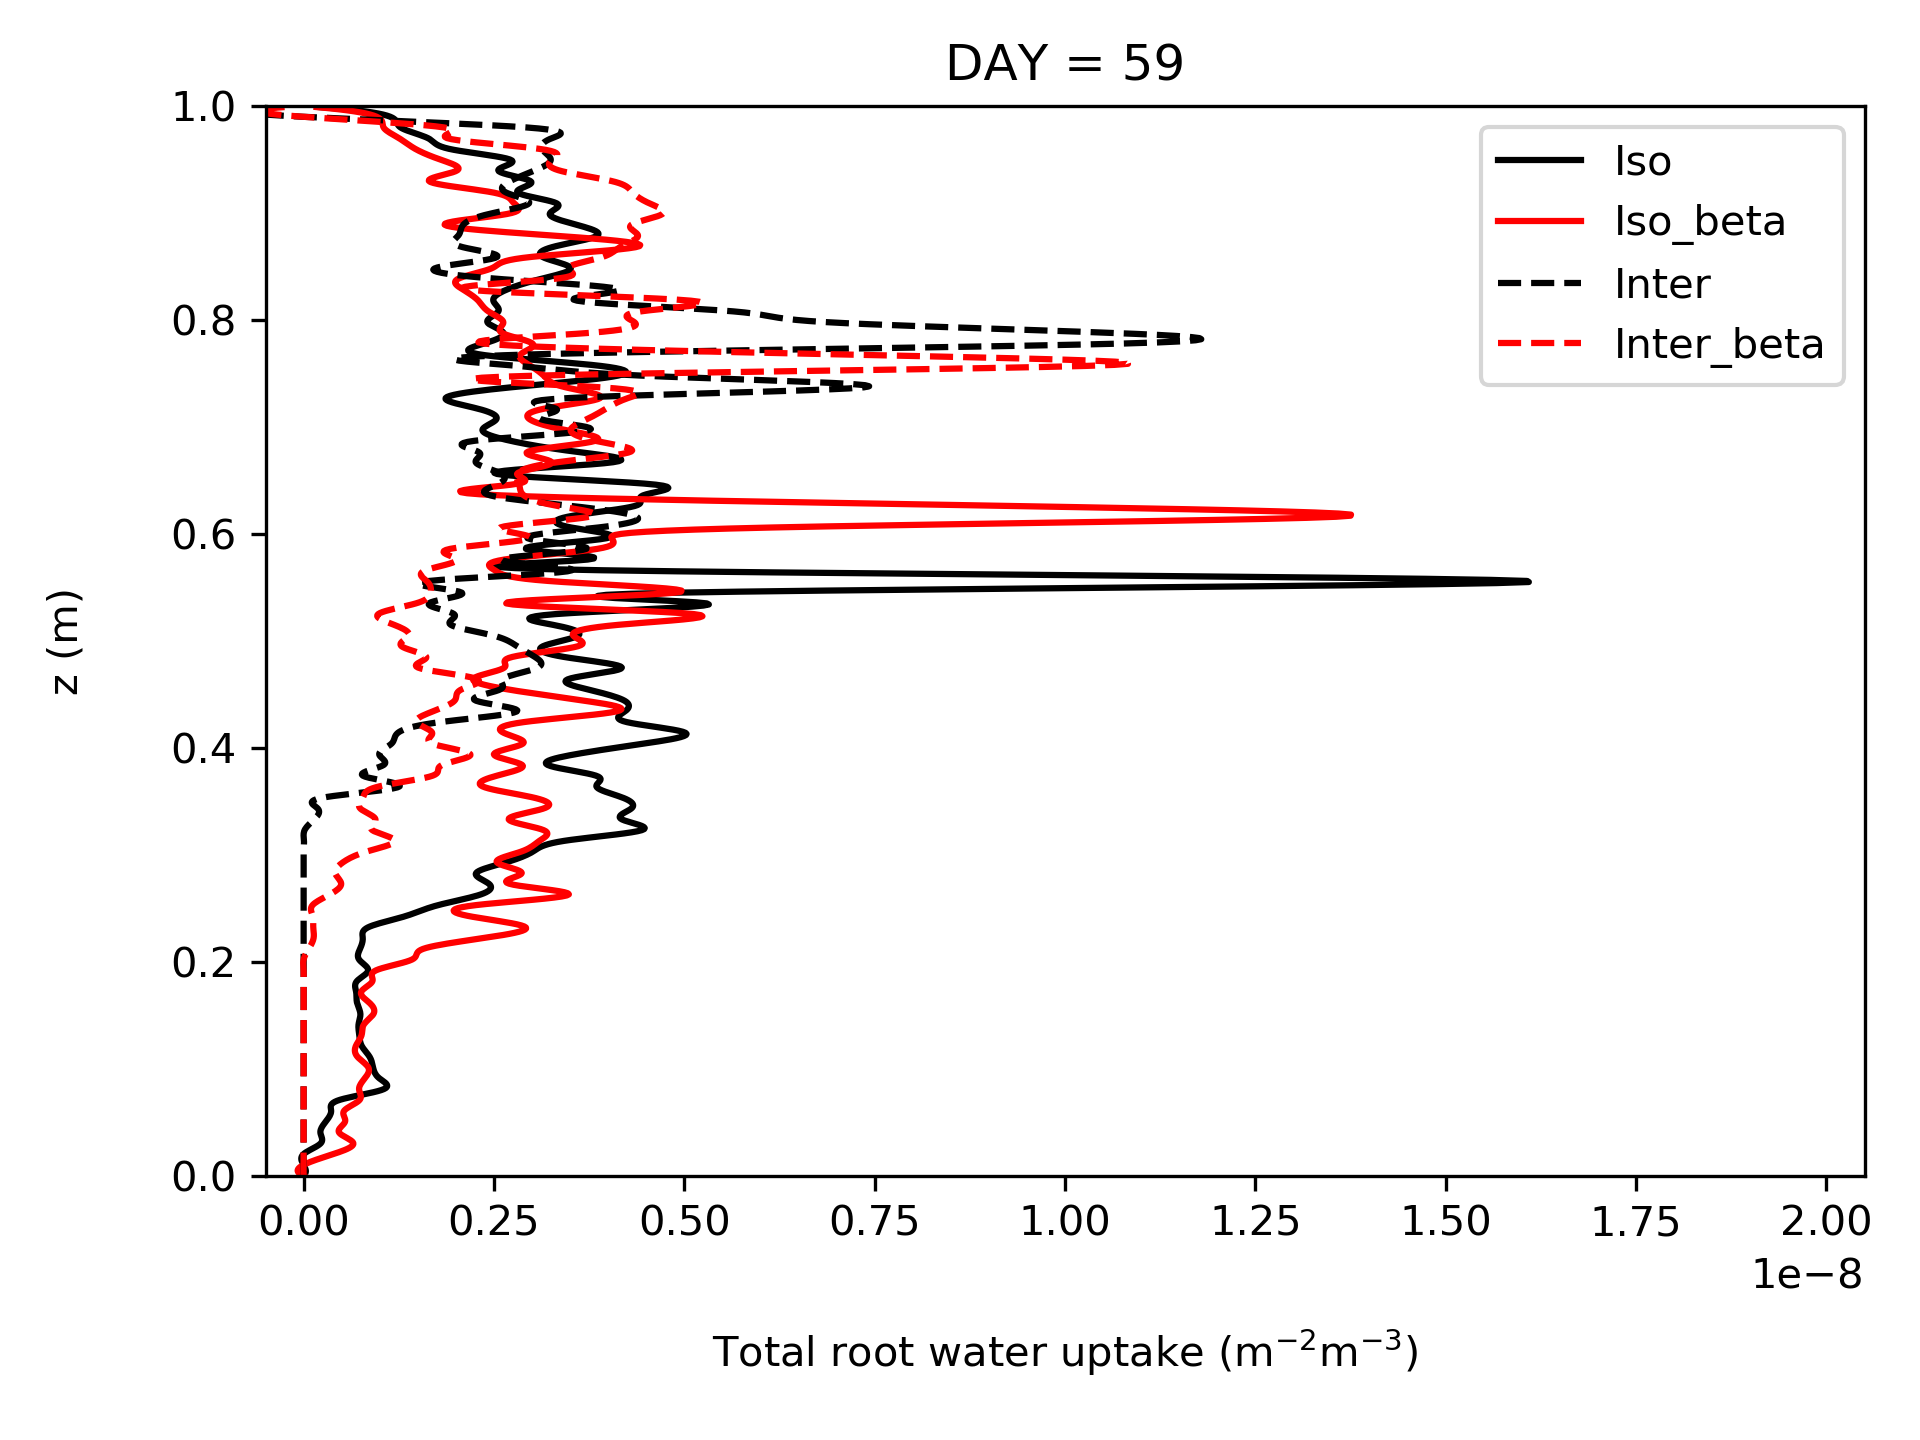 DAY = 59
1.0
0.8
0.6
0.4
0.2
0.0
z (m)
Iso
Iso_beta
Inter
Inter_beta
0.00 0.25 0.50 0.75 1.00 1.25 1.50 1.75 2.00
1e−8
Total root water uptake (m⁻²m⁻³)